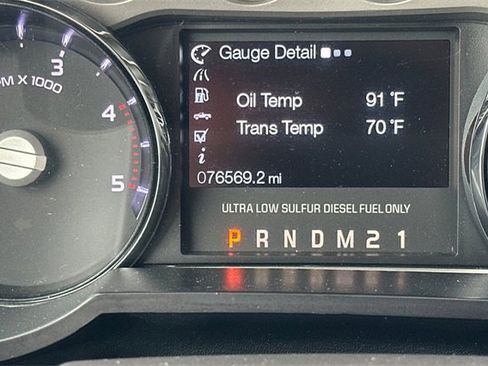 3
4
5
PM X 1000
Gauge Detail
Oil Temp 91 °F
Trans Temp 70 °F
i
076569.2 mi
ULTRA LOW SULFUR DIESEL FUEL ONLY
P R N D M 2 1